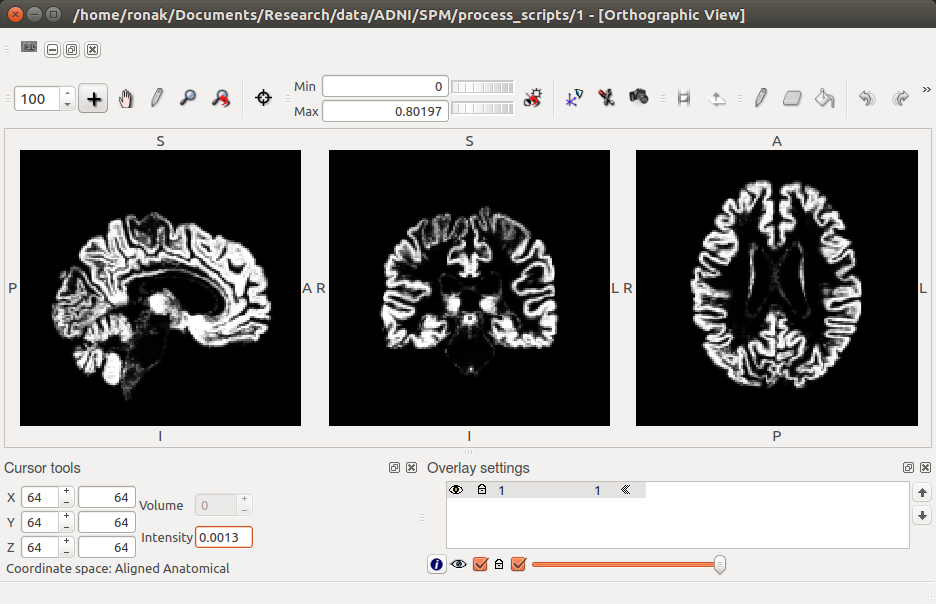 /home/ronak/Documents/Research/data/ADNI/SPM/process_scripts/1 - [Orthographic View]
100
Min 0
Max 0.80197
S S A
P A R L R L
I I P
Cursor tools
Overlay settings
X 64 64 Volume 0
Y 64 64
Z 64 64 Intensity 0.0013
Coordinate space: Aligned Anatomical
1 1